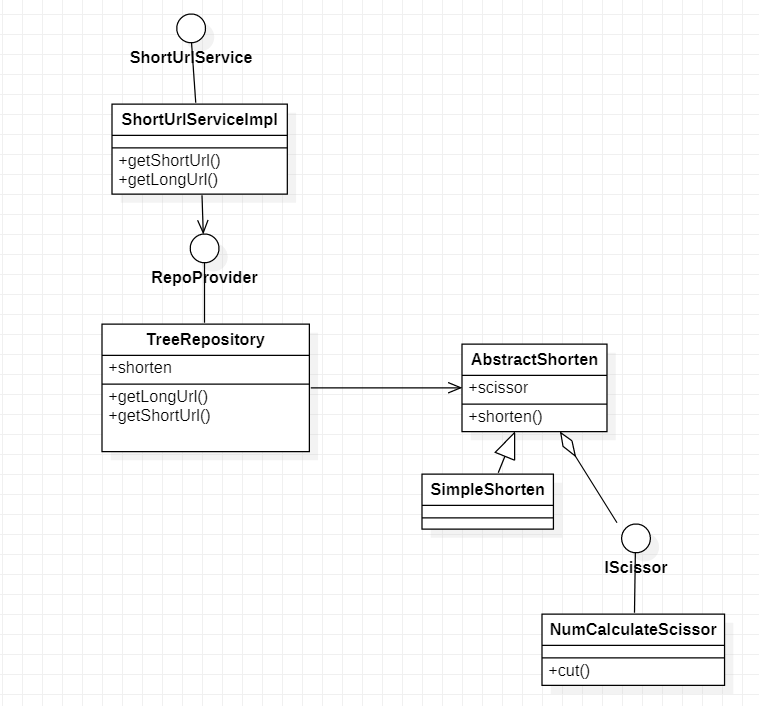 ShortUrlService
ShortUrlServiceImpl
+getShortUrl()
+getLongUrl()
RepoProvider
TreeRepository
+shorten
+getLongUrl()
+getShortUrl()
AbstractShorten
+scissor
+shorten()
SimpleShorten
IScissor
NumCalculateScissor
+cut()